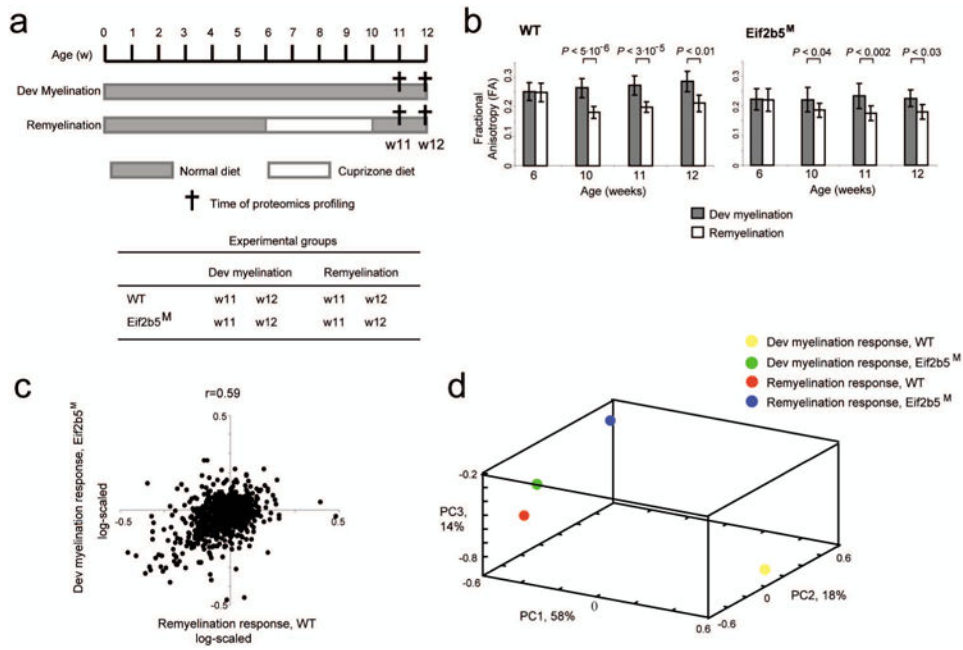 a
0 1 2 3 4 5 6 7 8 9 10 11 12
Age (w)
Dev Myelination
Remyelination
w11 w12
Normal diet
Cuprizone diet
Time of proteomics profiling
Experimental groups
Dev myelination Remyelination
WT w11 w12 w11 w12
Eif2b5M w11 w12 w11 w12
b
WT
P < 5·10-6 P < 3·10-5 P < 0.01
Fractional
Anisotropy (FA)
0.3
0.2
0.1
0
6 10 11 12
Age (weeks)
Eif2b5M
P < 0.04 P < 0.002 P < 0.03
0.3
0.2
0.1
0
6 10 11 12
Age (weeks)
Dev myelination
Remyelination
c
r=0.59
0.5
-0.5 0.5
-0.5
Dev myelination response, Eif2b5M
log-scaled
Remyelination response, WT
log-scaled
d
Dev myelination response, WT
Dev myelination response, Eif2b5M
Remyelination response, WT
Remyelination response, Eif2b5M
-0.2
PC3,
14%
-0.8
-0.6
PC1, 58%
0
0.6
-0.6
0
PC2, 18%
0.6